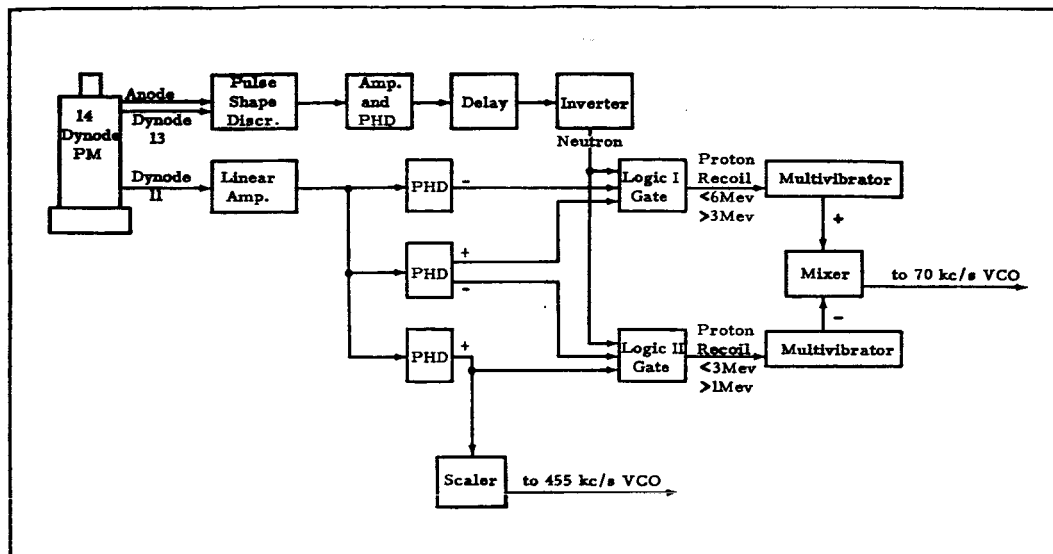 14
Dynode
PM
Anode
Dynode
13
Dynode
11
Pulse
Shape
Discr.
Amp.
and
PHD
Delay
Inverter
Neutron
Linear
Amp.
PHD
-
PHD
+
-
PHD
+
Logic I
Gate
Proton
Recoil
<6Mev
>3Mev
Multivibrator
+
Mixer
to 70 kc/s VCO
-
Logic II
Gate
Proton
Recoil
<3Mev
>1Mev
Multivibrator
Scaler
to 455 kc/s VCO